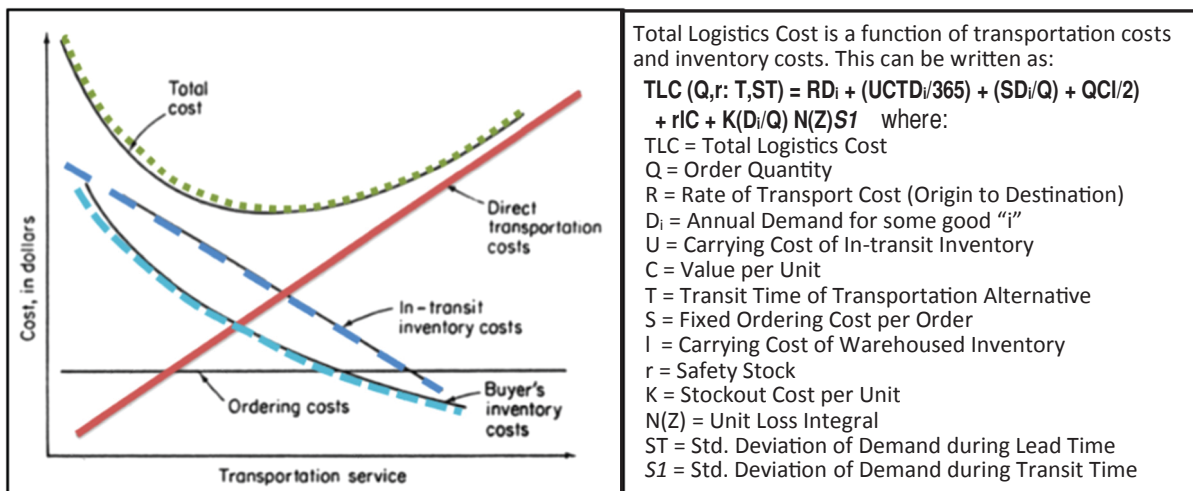 Cost, in dollars
Total
cost
Direct
transportation
costs
In-transit
inventory costs
Ordering costs
Buyer's
inventory
costs
Transportation service
Total Logistics Cost is a function of transportation costs
and inventory costs. This can be written as:
TLC (Q,r: T,ST) = RDᵢ + (UCTDᵢ/365) + (SDᵢ/Q) + QCI/2)
+ rIC + K(Dᵢ/Q) N(Z)S1 where:
TLC = Total Logistics Cost
Q = Order Quantity
R = Rate of Transport Cost (Origin to Destination)
Dᵢ = Annual Demand for some good “i”
U = Carrying Cost of In-transit Inventory
C = Value per Unit
T = Transit Time of Transportation Alternative
S = Fixed Ordering Cost per Order
I = Carrying Cost of Warehoused Inventory
r = Safety Stock
K = Stockout Cost per Unit
N(Z) = Unit Loss Integral
ST = Std. Deviation of Demand during Lead Time
S1 = Std. Deviation of Demand during Transit Time